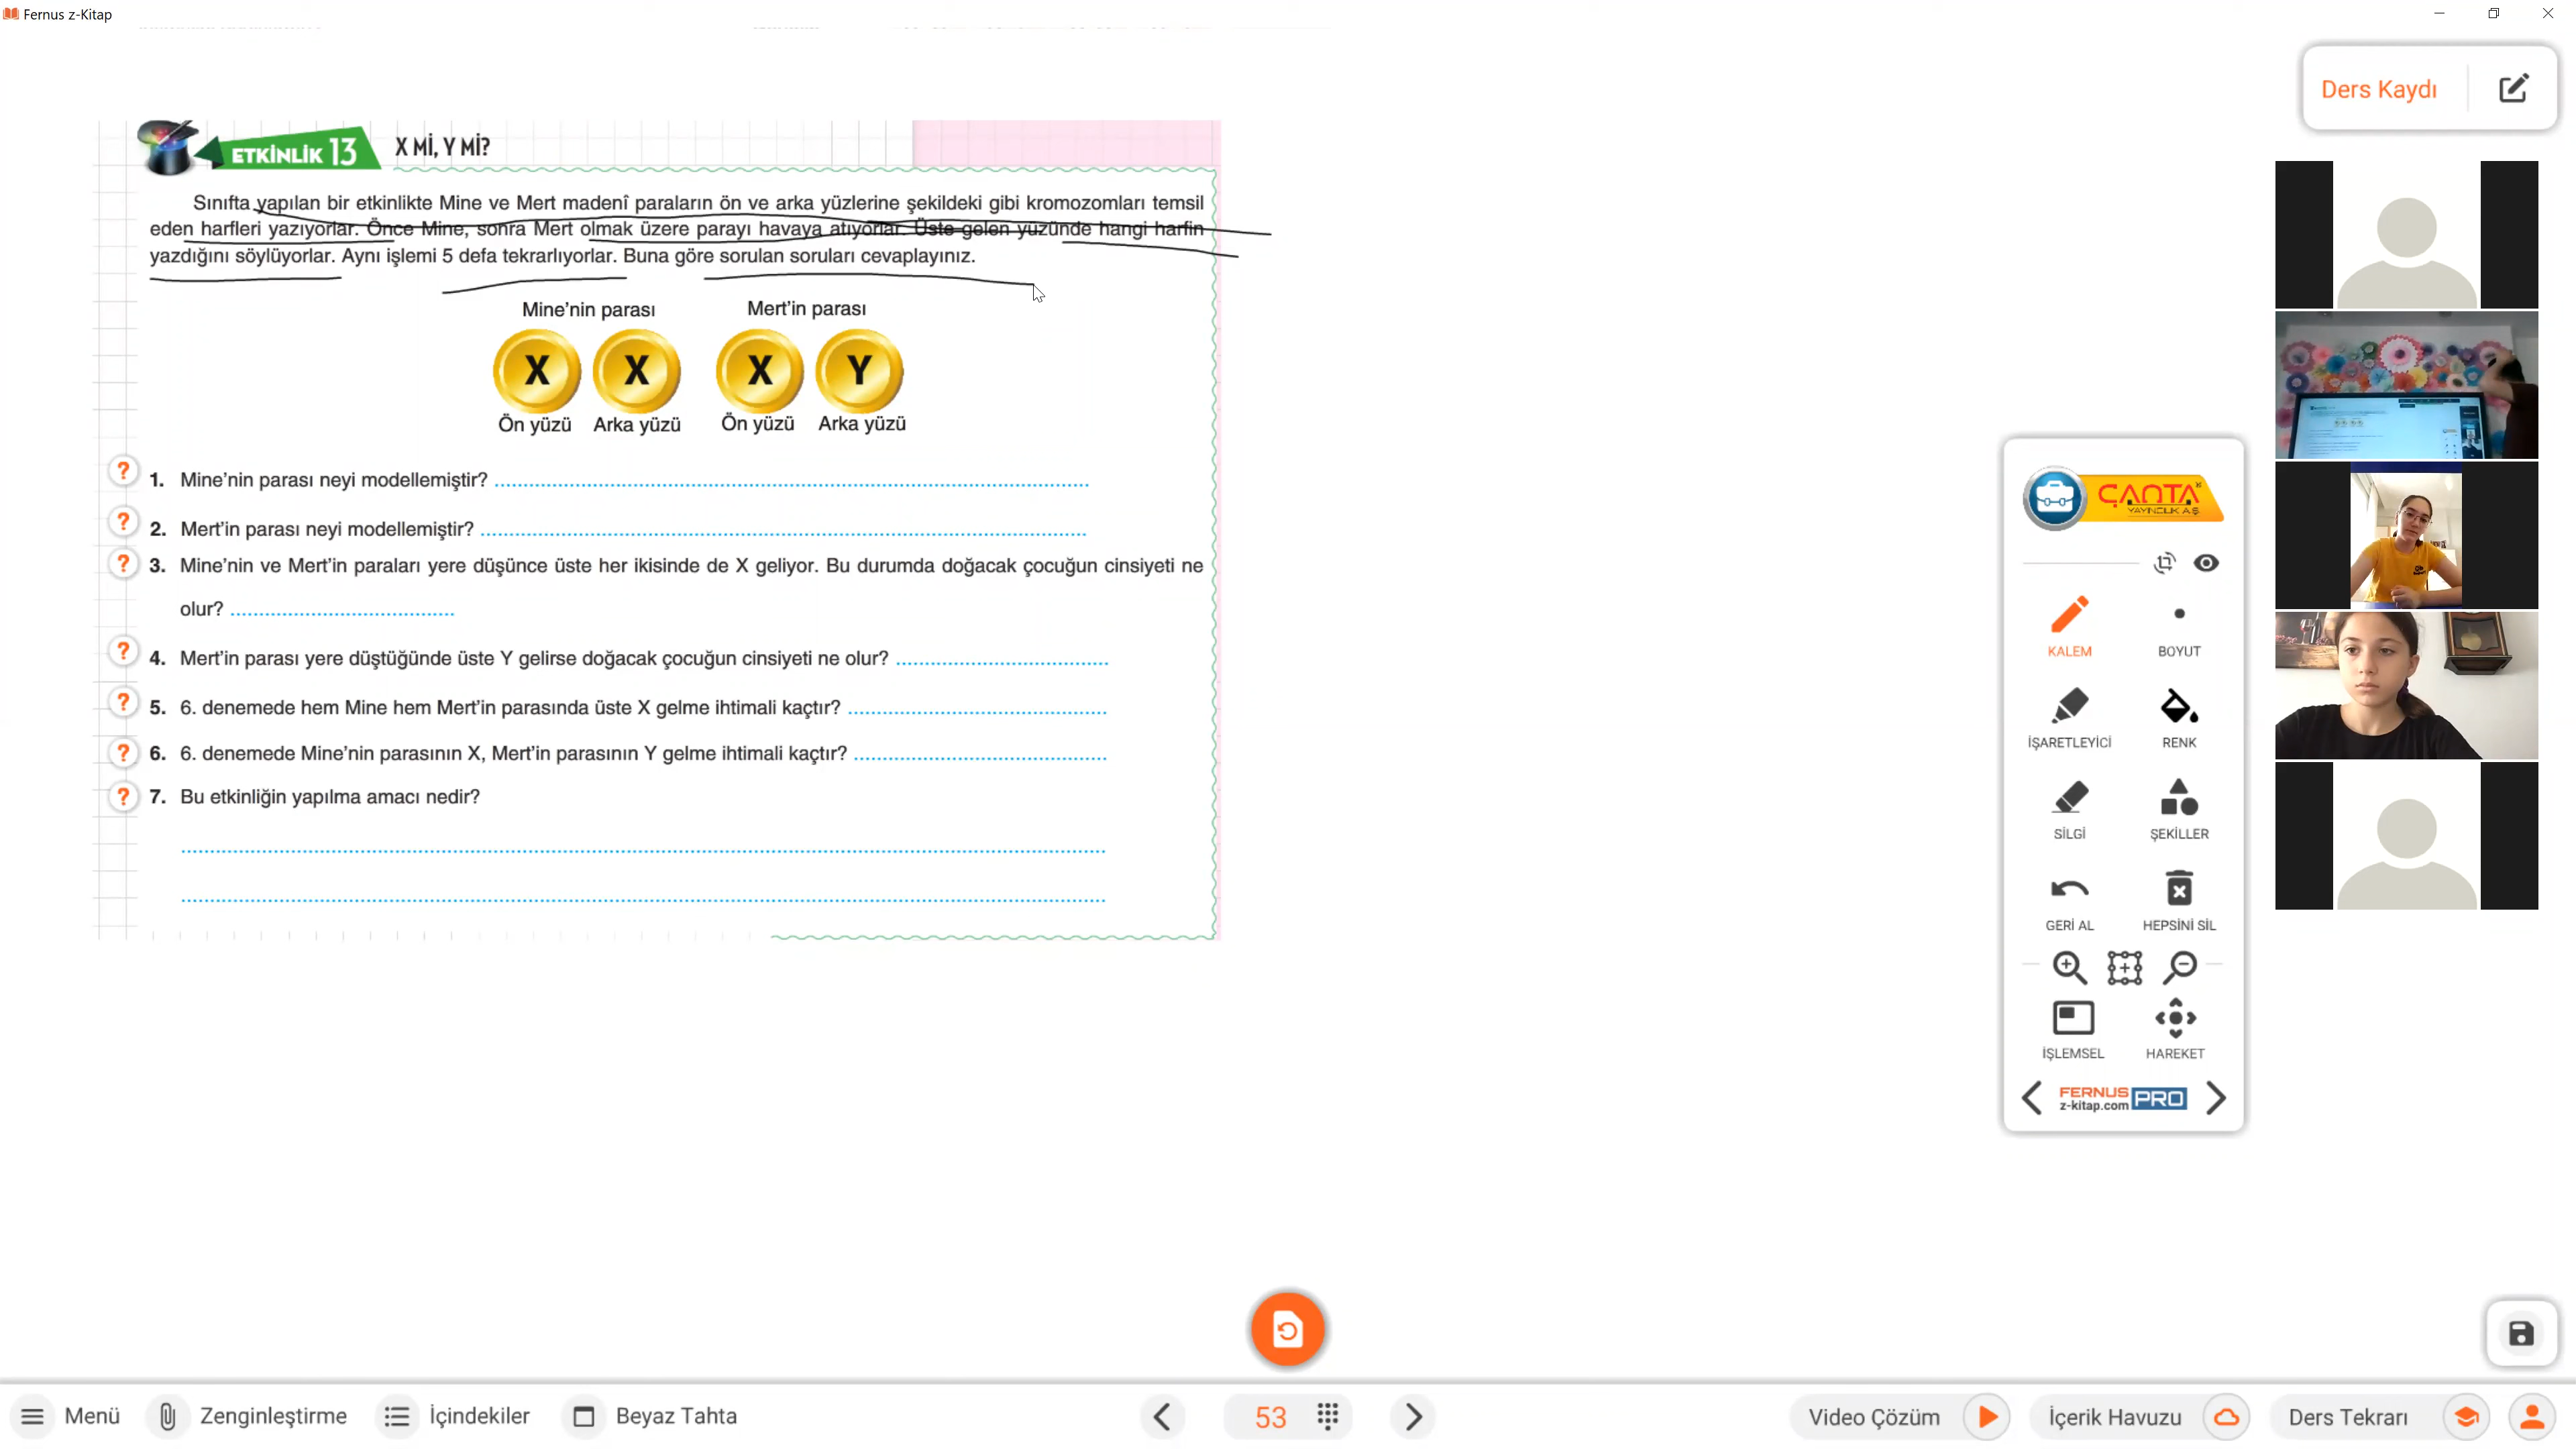 Fernus z-Kitap
Ders Kaydı
ETKİNLİK 13
X Mİ, Y Mİ?
Sınıfta yapılan bir etkinlikte Mine ve Mert madenî paraların ön ve arka yüzlerine şekildeki gibi kromozomları temsil
eden harfleri yazıyorlar. Önce Mine, sonra Mert olmak üzere parayı havaya atıyorlar. Üste gelen yüzünde hangi harfin
yazdığını söylüyorlar. Aynı işlemi 5 defa tekrarlıyorlar. Buna göre sorulan soruları cevaplayınız.
Mine'nin parası Mert'in parası
X X X Y
Ön yüzü Arka yüzü Ön yüzü Arka yüzü
? 1. Mine'nin parası neyi modellemiştir?
? 2. Mert'in parası neyi modellemiştir?
? 3. Mine'nin ve Mert'in paraları yere düşünce üste her ikisinde de X geliyor. Bu durumda doğacak çocuğun cinsiyeti ne
olur?
? 4. Mert'in parası yere düştüğünde üste Y gelirse doğacak çocuğun cinsiyeti ne olur?
? 5. 6. denemede hem Mine hem Mert'in parasında üste X gelme ihtimali kaçtır?
? 6. 6. denemede Mine'nin parasının X, Mert'in parasının Y gelme ihtimali kaçtır?
? 7. Bu etkinliğin yapılma amacı nedir?
ÇANTA
YAYINCILIK A.Ş.
KALEM BOYUT
İŞARETLEYİCİ RENK
SİLGİ ŞEKİLLER
GERİ AL HEPSİNİ SİL
İŞLEMSEL HAREKET
FERNUS PRO
z-kitap.com
Menü Zenginleştirme İçindekiler Beyaz Tahta 53 Video Çözüm İçerik Havuzu Ders Tekrarı